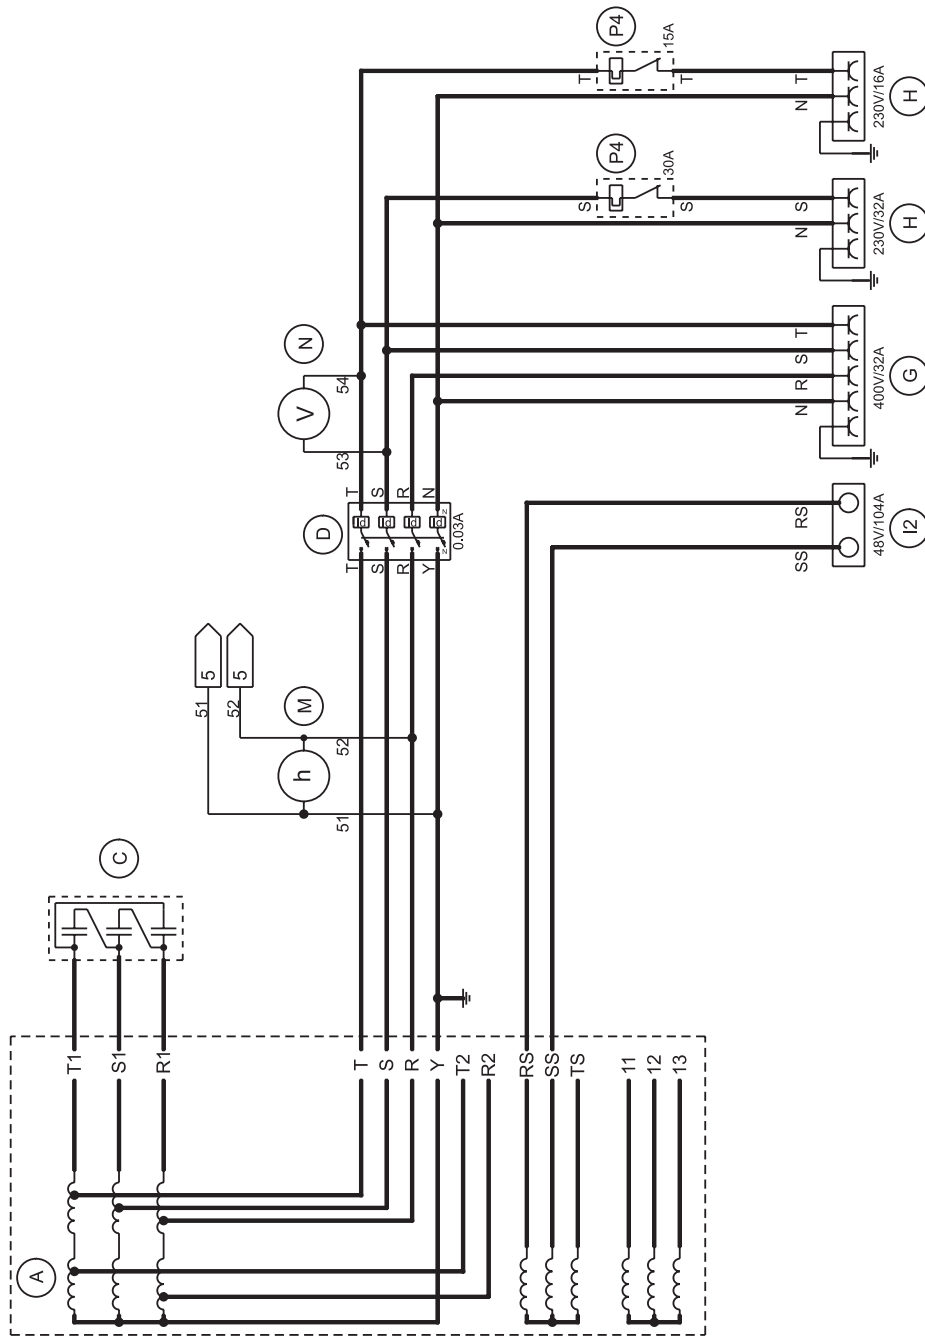 P4
15A
T
T
T
N
230V/16A
H
P4
30A
S
S
S
N
230V/32A
H
N
V
54
53
T
S
R
N
400V/32A
G
D
T
S
R
N
d
d
d
d
N
N
T
S
R
Y
0.03A
RS
SS
48V/104A
I2
5
5
51
52
M
h
52
51
C
A
T1
S1
R1
T
S
R
Y
T2
R2
RS
SS
TS
11
12
13